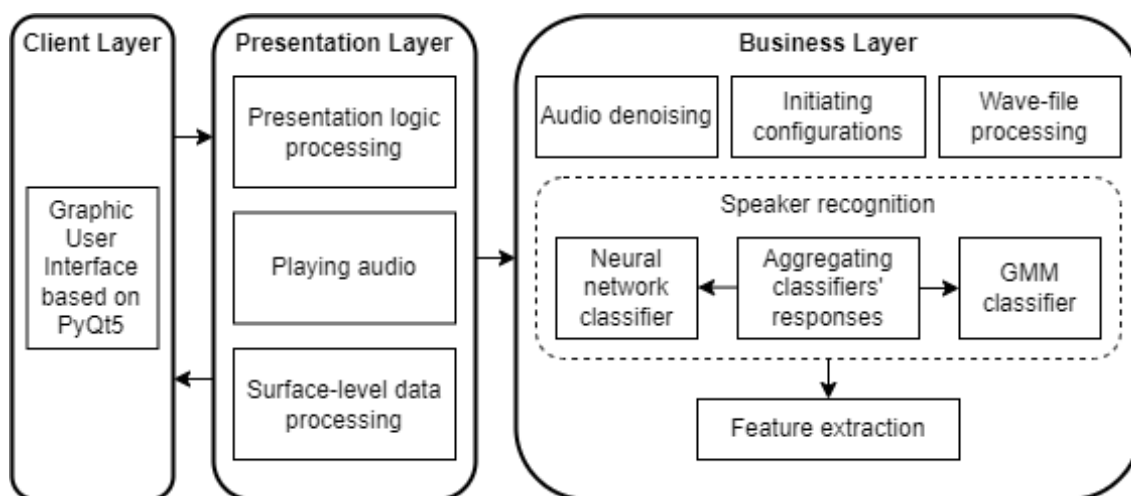 Client Layer
Graphic
User
Interface
based on
PyQt5
Presentation Layer
Presentation logic
processing
Playing audio
Surface-level data
processing
Business Layer
Audio denoising
Initiating
configurations
Wave-file
processing
Speaker recognition
Neural
network
classifier
Aggregating
classifiers'
responses
GMM
classifier
Feature extraction